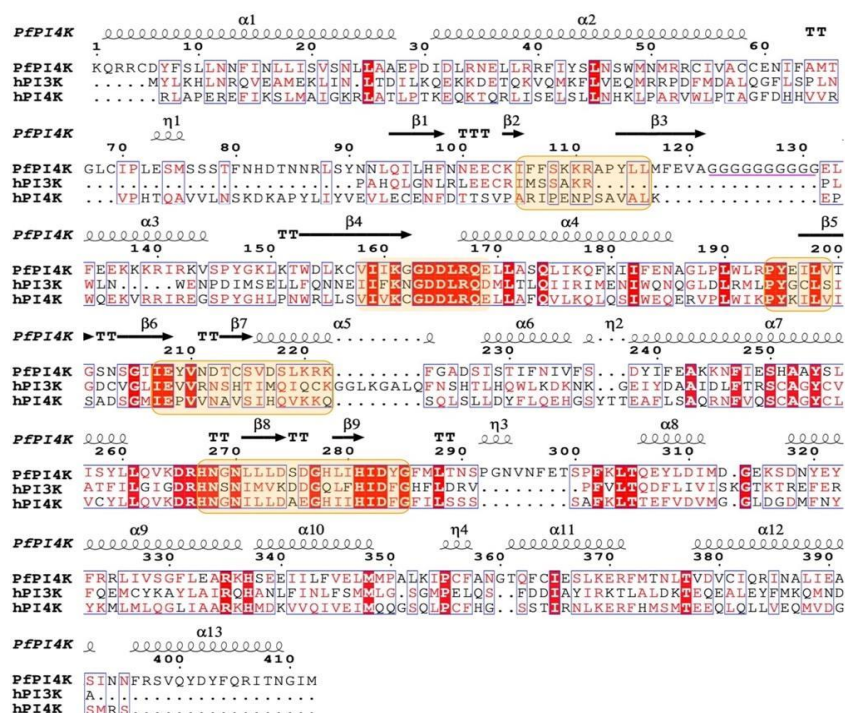 PfPI4K α1 α2 TT
1 10 20 30 40 50 60
PfPI4K KQRRCDYFSLLNNFINLLISVSNLLAAEPDIDLRNELLRRFIYSLNSWMNMRRCIVACCENIFAMT
hPI3K .....MYLKHLNRQVEAMEKLIN.LTDILKQEKKDETQKVQMKFLVEQMRRPDFMDALQGFLSPLN
hPI4K ......RLAPEREFIKSLMAIGKRLATLPTKEQKTQRLISELSLLNHKLPARVWLPTAGFDHHVVR
PfPI4K η1 β1 TTT β2 β3
70 80 90 100 110 120 130
PfPI4K GLCIPLESMSSSTFNHDTNNRLSYNNLQILHFNNNEECKIFFSKRAPYLLMFEVAGGGGGGGGGGEL
hPI3K ........................PAHQLGNLRLEECRIMSSAKR....................PL
hPI4K ...VPHTQAVVLNSKDKAPYLIYVEVLECENFDTTSVPARIPENPSAVALK..............EP
PfPI4K α3 TT β4 α4 β5
140 150 160 170 180 190 200
PfPI4K FEEKKKRIRKVSPYGKLKTWDLKCVIIKGGDDLRQELLASQLIKQFKIIFENAGLPLWLRPYEILVT
hPI3K WLN....WENPDIMSELLFQNNEIIFKNGDDLRQDMLTLQIIRIMENIWQNQGLDLRMLPYGCLSI
hPI4K WQEKVRRIREGSPYGHLPNWRLLSVIVKCGDDLRQELLAFQVLKQLQSIWEQERVPLWIKPYKILVI
PfPI4K TT β6 TT β7 α5 α6 η2 α7
210 220 230 240 250
PfPI4K GSNSGIIEYVNDTCSVDSLKRK........FGADSISTIFNIVFS..DYIFEAKKNFIESHAAYSL
hPI3K GDCVGLIEVVRNSHTIMQIQCKGGLKGALQFNSHTLHQWLKDKNK..GEIYDAAIDLFTRSCAGYCV
hPI4K SADSGMIEPVVNAVSIHQVKKQ........SQLSLLDYFLQEHGSYTTEAFLSAQRNFVQSCAGYCL
PfPI4K TT β8 TT β9 TT η3 α8
260 270 280 290 300 310 320
PfPI4K ISYLLQVKDRHNGNLLLDSDGHLIHIDYGFMLTNSPGNVNFETSPFKLTQEYLDIMD.GEKSDNYEY
hPI3K ATFILGIGDRHNSNIMVKDDGQLFHIDFGHFLDRV.........PFVLTQDFLIVISKGTKTREFER
hPI4K VCYLLQVKDRHNGNILLDAEGHIIHIDFGFILSSS........SAFKLTTEFVDVMG.GLDGDMFNY
PfPI4K α9 α10 η4 α11 α12
330 340 350 360 370 380 390
PfPI4K FRRLIVSGFLEARKHSEEIILFVELMMPALKIPCFANGTQFCIESLKERFMTNLTVDVCIQRINALIEA
hPI3K FQEMCYKAYLAIRQHANLFINLFSMMLG.SGMPELQS.FDDIAYIRKTLALDKTEQEALEYFMKQMND
hPI4K YKMLMLQGLIAARKHMDKVVQIVEIMQQGSQLPCFHG..SSTIRNLKERFHMSMTEEQLQLLVEQMVDG
PfPI4K α13
400 410
PfPI4K SINNFRSVQYDYFQRITNGIM
hPI3K A....................
hPI4K SMRS.................